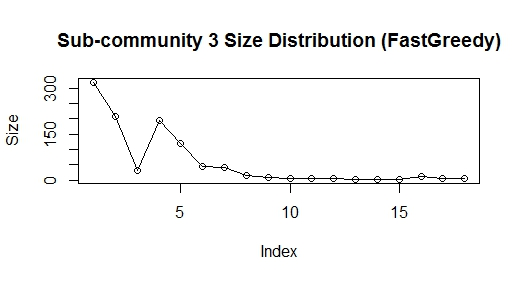 Sub-community 3 Size Distribution (FastGreedy)
Size
0 150 300
5 10 15
Index